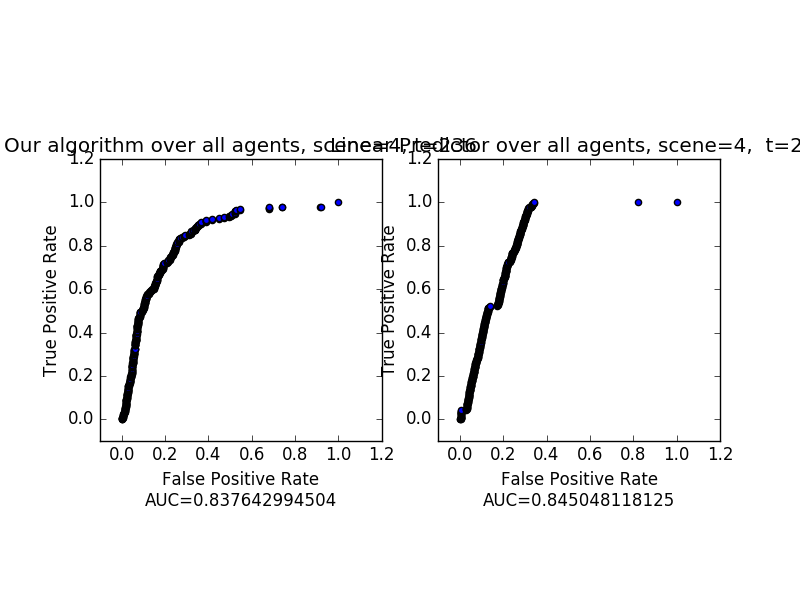 Our algorithm over all agents, scene=4, t=236
Linear Predictor over all agents, scene=4, t=2
1.2
1.0
0.8
0.6
0.4
0.2
0.0
True Positive Rate
0.0 0.2 0.4 0.6 0.8 1.0 1.2
False Positive Rate
AUC=0.837642994504
1.2
1.0
0.8
0.6
0.4
0.2
0.0
True Positive Rate
0.0 0.2 0.4 0.6 0.8 1.0 1.2
False Positive Rate
AUC=0.845048118125